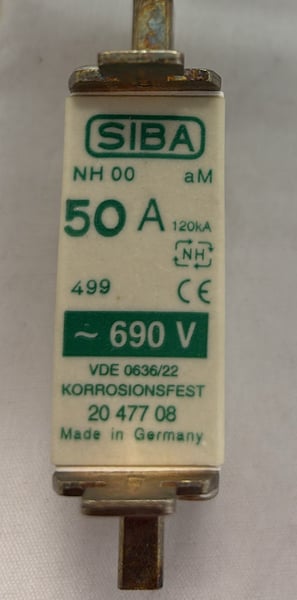 SIBA
NH 00 aM
50 A 120kA
NH
499 CE
~ 690 V
VDE 0636/22
KORROSIONSFEST
20 477 08
Made in Germany